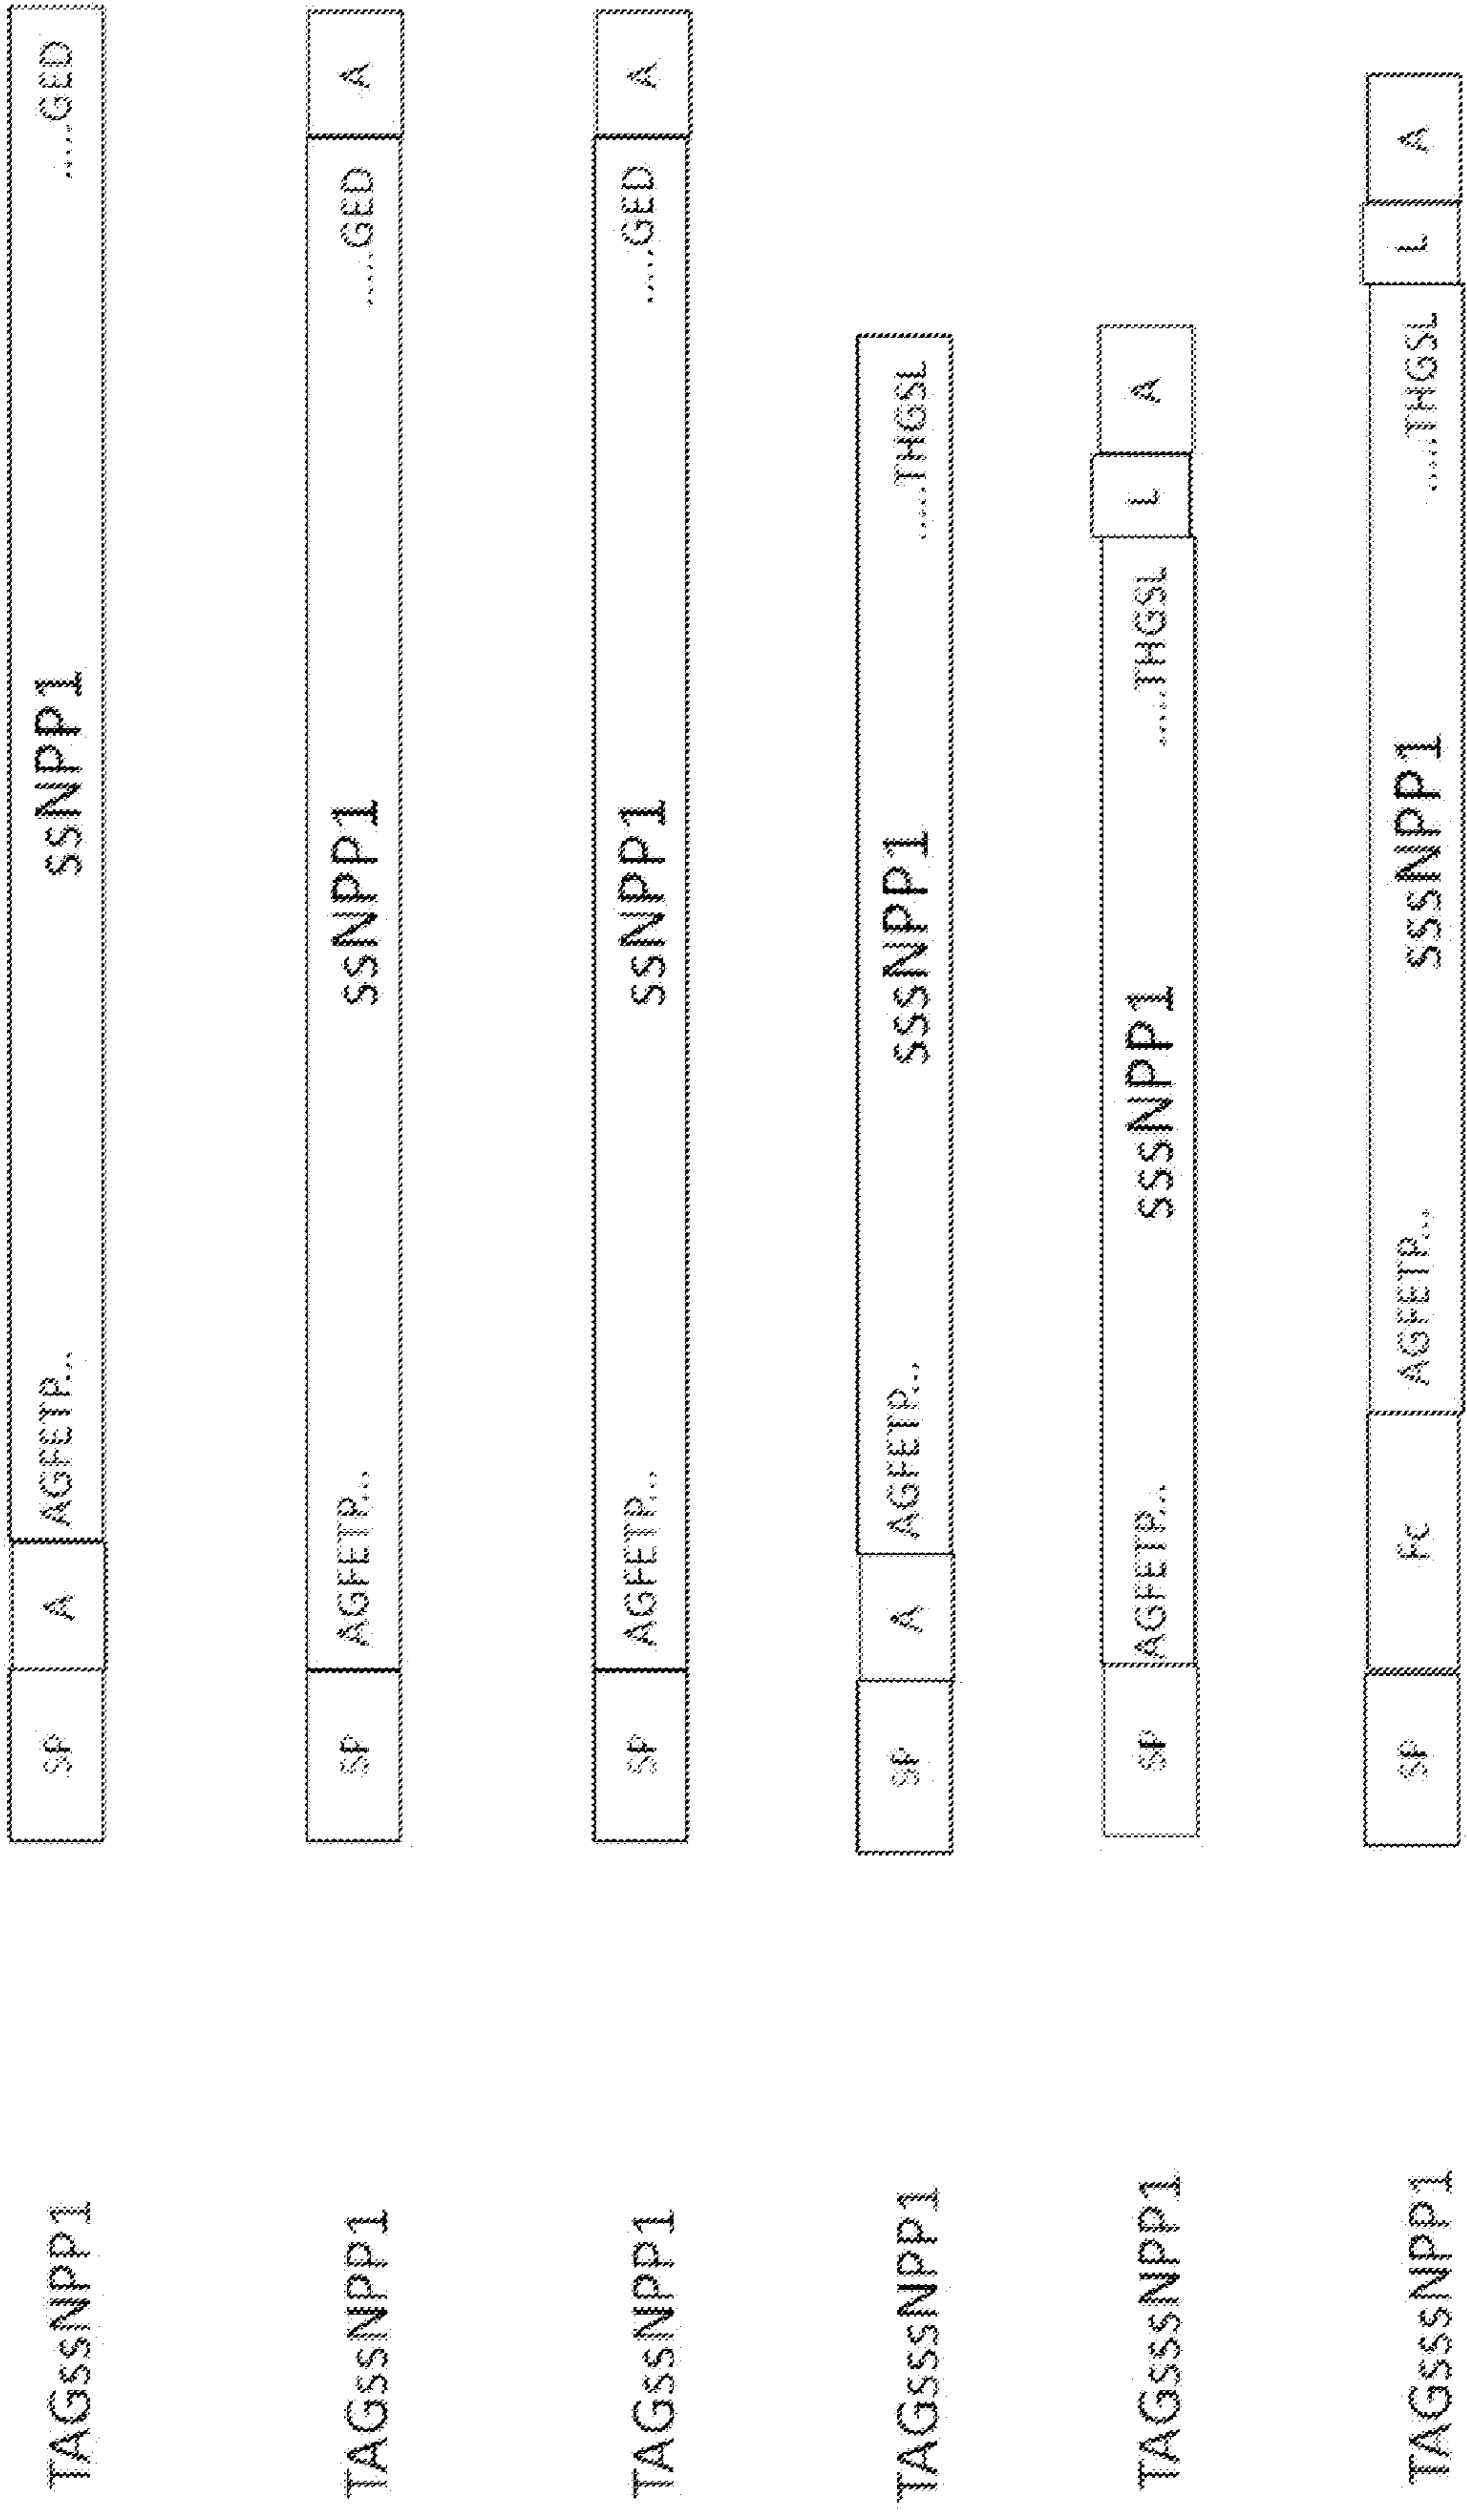 TAGssNPP1 SP A AGFETP... ssNPP1 .....GED
TAGssNPP1 SP AGFETP... ssNPP1 .....GED A
TAGssNPP1 SP AGFETP... ssNPP1 .....GED A
TAGsssNPP1 SP A AGFETP... sssNPP1 .....THGSL
TAGsssNPP1 SP AGFETP... sssNPP1 .....THGSL L A
TAGsssNPP1 SP Fc AGFETP... sssNPP1 .....THGSL L A